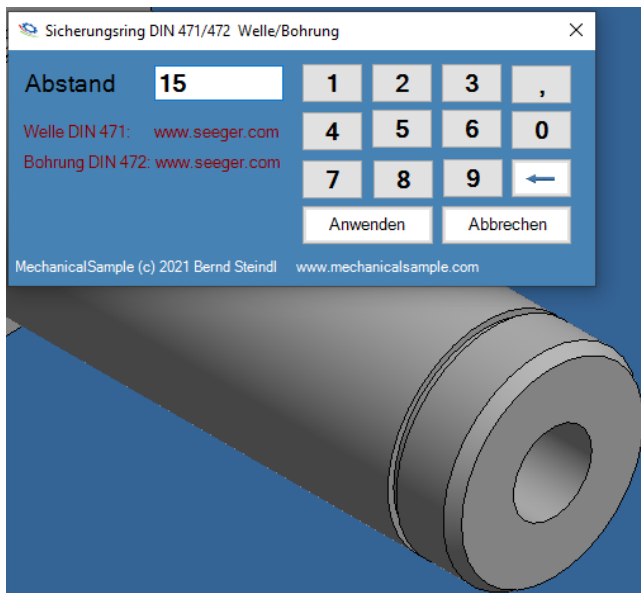 Sicherungsring DIN 471/472 Welle/Bohrung
Abstand 15
Welle DIN 471: www.seeger.com
Bohrung DIN 472: www.seeger.com
1 2 3 ,
4 5 6 0
7 8 9
Anwenden Abbrechen
MechanicalSample (c) 2021 Bernd Steindl www.mechanicalsample.com